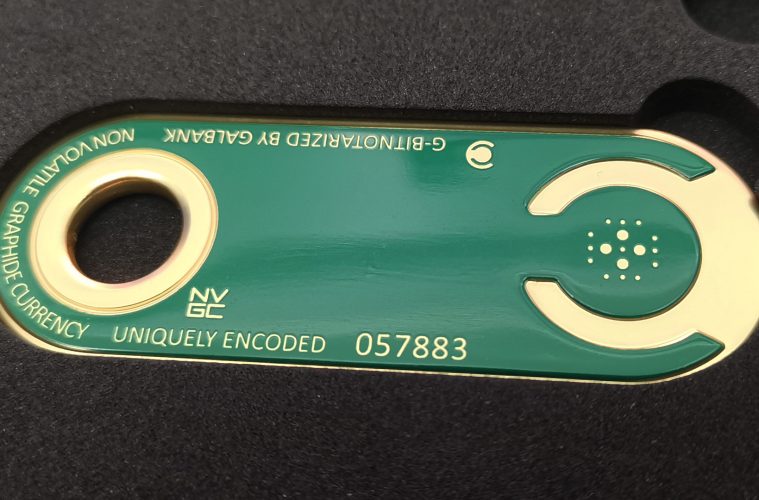 NON VOLATILE GRAPHIDE CURRENCY
G-BITNOTARIZED BY GALBANK
NV
GC
UNIQUELY ENCODED 057883